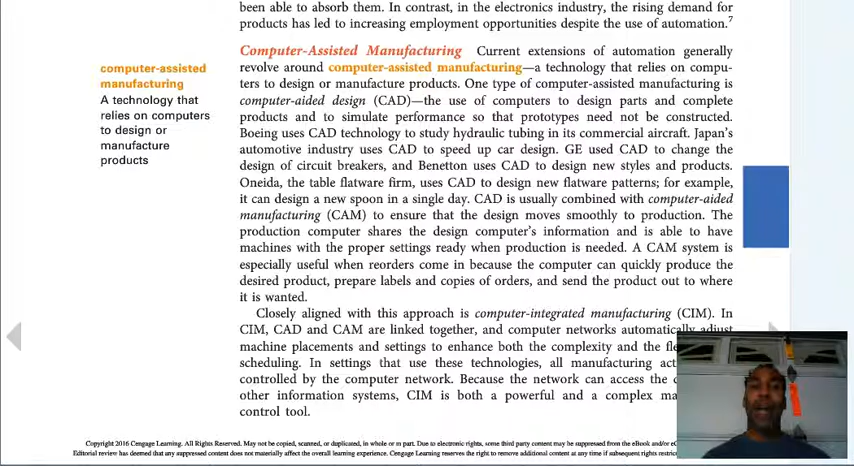 been able to absorb them. In contrast, in the electronics industry, the rising demand for
products has led to increasing employment opportunities despite the use of automation.7
computer-assisted
manufacturing
A technology that
relies on computers
to design or
manufacture
products
Computer-Assisted Manufacturing Current extensions of automation generally
revolve around computer-assisted manufacturing—a technology that relies on compu-
ters to design or manufacture products. One type of computer-assisted manufacturing is
computer-aided design (CAD)—the use of computers to design parts and complete
products and to simulate performance so that prototypes need not be constructed.
Boeing uses CAD technology to study hydraulic tubing in its commercial aircraft. Japan's
automotive industry uses CAD to speed up car design. GE used CAD to change the
design of circuit breakers, and Benetton uses CAD to design new styles and products.
Oneida, the table flatware firm, uses CAD to design new flatware patterns; for example,
it can design a new spoon in a single day. CAD is usually combined with computer-aided
manufacturing (CAM) to ensure that the design moves smoothly to production. The
production computer shares the design computer's information and is able to have
machines with the proper settings ready when production is needed. A CAM system is
especially useful when reorders come in because the computer can quickly produce the
desired product, prepare labels and copies of orders, and send the product out to where
it is wanted.
Closely aligned with this approach is computer-integrated manufacturing (CIM). In
CIM, CAD and CAM are linked together, and computer networks automatically adjust
machine placements and settings to enhance both the complexity and the
scheduling. In settings that use these technologies, all manufacturing
controlled by the computer network. Because the network can access the
other information systems, CIM is both a powerful and a complex
control tool.
Copyright 2016 Cengage Learning. All Rights Reserved. May not be copied, scanned, or duplicated, in whole or in part. Due to electronic rights, some third party content may be suppressed from the eBook and/or
Editorial review has deemed that any suppressed content does not materially affect the overall learning experience. Cengage Learning reserves the right to remove additional content at any time if subsequent rights